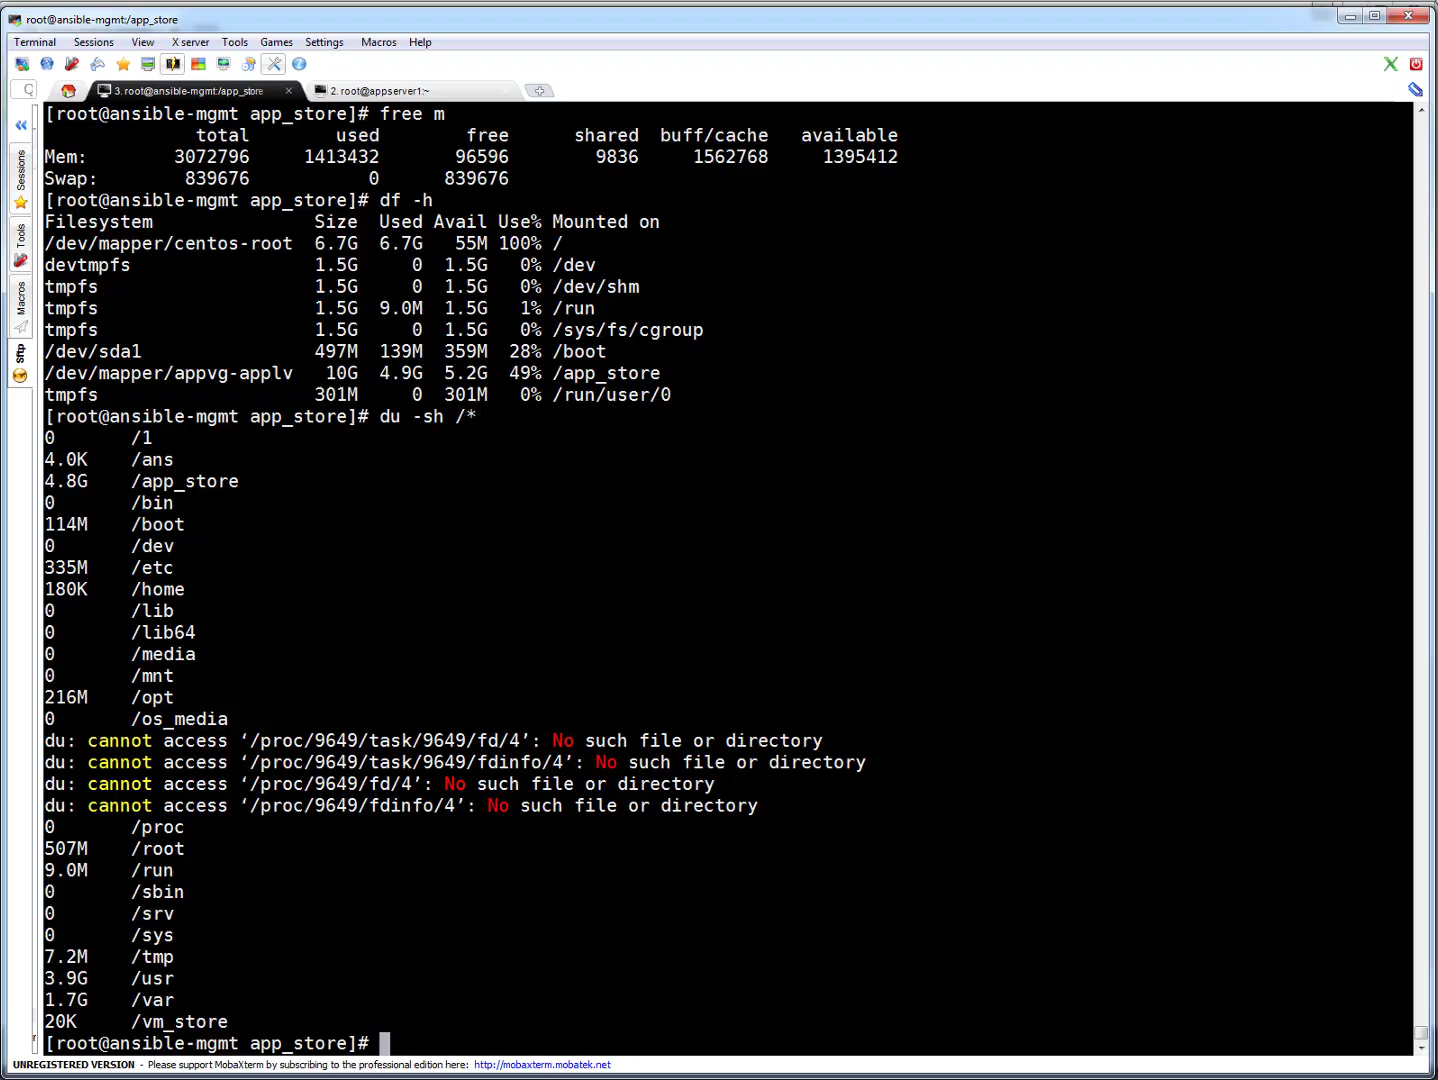 root@ansible-mgmt:/app_store
Terminal Sessions View X server Tools Games Settings Macros Help
3. root@ansible-mgmt:/app_store 2. root@appserver1:~
Sessions
Tools
Macros
Sftp
[root@ansible-mgmt app_store]# free m
total used free shared buff/cache available
Mem: 3072796 1413432 96596 9836 1562768 1395412
Swap: 839676 0 839676
[root@ansible-mgmt app_store]# df -h
Filesystem Size Used Avail Use% Mounted on
/dev/mapper/centos-root 6.7G 6.7G 55M 100% /
devtmpfs 1.5G 0 1.5G 0% /dev
tmpfs 1.5G 0 1.5G 0% /dev/shm
tmpfs 1.5G 9.0M 1.5G 1% /run
tmpfs 1.5G 0 1.5G 0% /sys/fs/cgroup
/dev/sda1 497M 139M 359M 28% /boot
/dev/mapper/appvg-applv 10G 4.9G 5.2G 49% /app_store
tmpfs 301M 0 301M 0% /run/user/0
[root@ansible-mgmt app_store]# du -sh /*
0 /1
4.0K /ans
4.8G /app_store
0 /bin
114M /boot
0 /dev
335M /etc
180K /home
0 /lib
0 /lib64
0 /media
0 /mnt
216M /opt
0 /os_media
du: cannot access ‘/proc/9649/task/9649/fd/4’: No such file or directory
du: cannot access ‘/proc/9649/task/9649/fdinfo/4’: No such file or directory
du: cannot access ‘/proc/9649/fd/4’: No such file or directory
du: cannot access ‘/proc/9649/fdinfo/4’: No such file or directory
0 /proc
507M /root
9.0M /run
0 /sbin
0 /srv
0 /sys
7.2M /tmp
3.9G /usr
1.7G /var
20K /vm_store
[root@ansible-mgmt app_store]#
UNREGISTERED VERSION - Please support MobaXterm by subscribing to the professional edition here: http://mobaxterm.mobatek.net